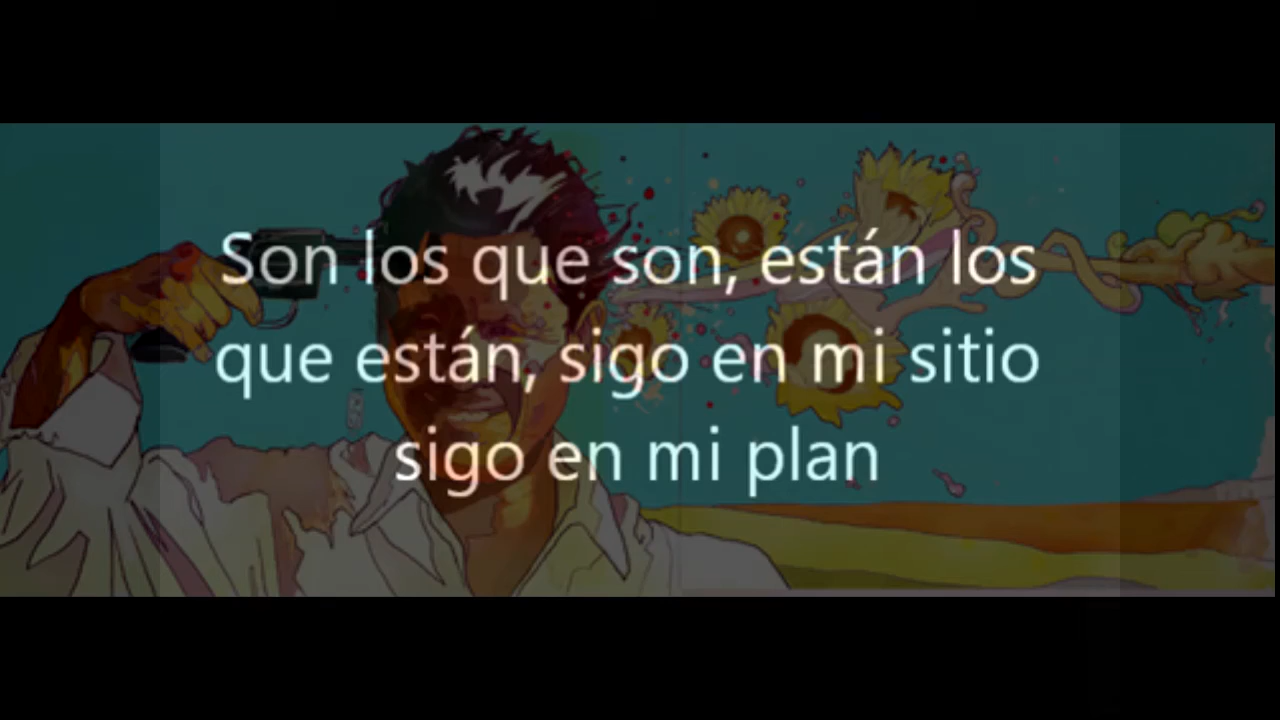 Son los que son, están los
que están, sigo en mi sitio
sigo en mi plan